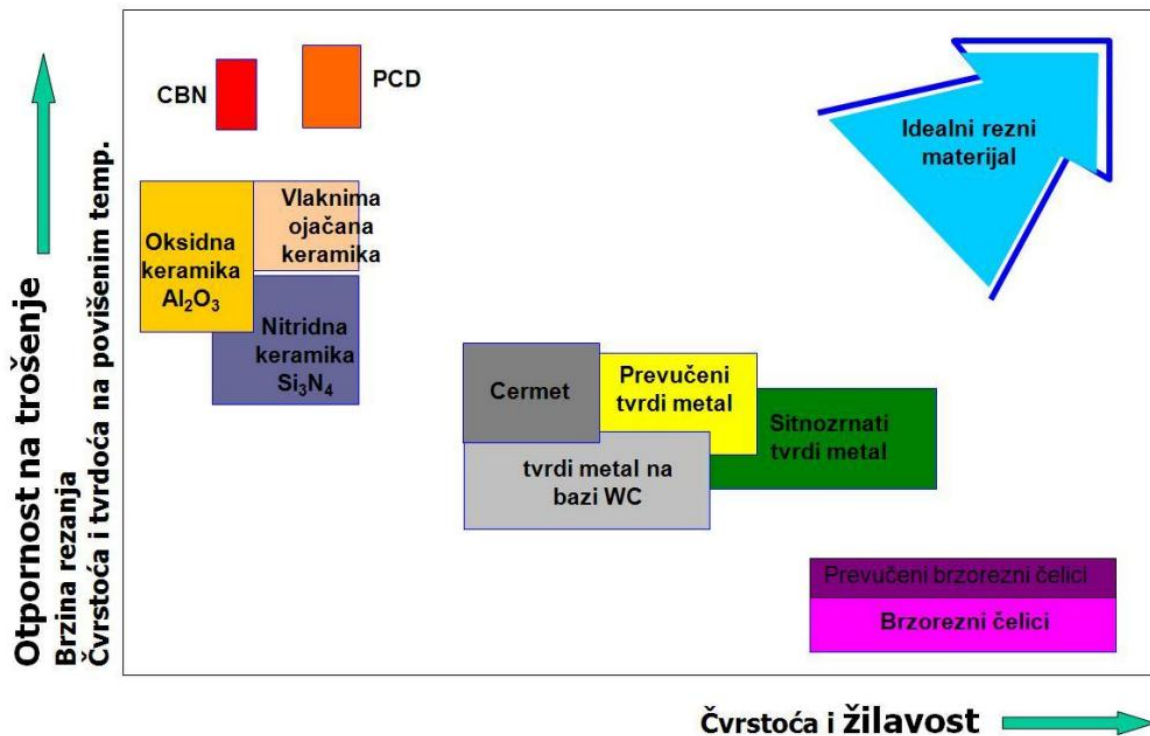 Otpornost na trošenje
Brzina rezanja
Čvrstoća i tvrdoća na povišenim temp.
CBN
PCD
Idealni rezni
materijal
Oksidna
keramika
Al₂O₃
Vlaknima
ojačana
keramika
Nitridna
keramika
Si₃N₄
Cermet
Prevučeni
tvrdi metal
Sitnozrnati
tvrdi metal
tvrdi metal na
bazi WC
Prevučeni brzorezni čelici
Brzorezni čelici
Čvrstoća i žilavost